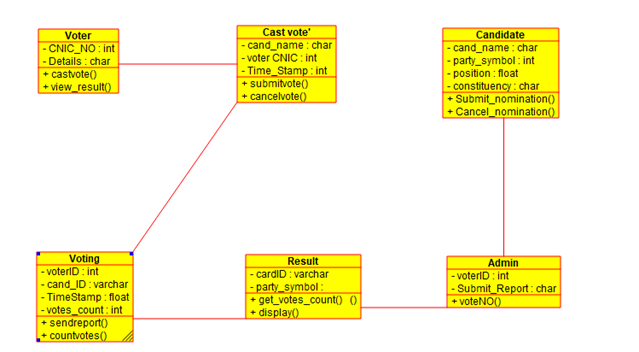 Voter
- CNIC_NO : int
- Details : char
+ castvote()
+ view_result()
Cast vote'
- cand_name : char
- voter CNIC : int
- Time_Stamp : int
+ submitvote()
+ cancelvote()
Candidate
- cand_name : char
- party_symbol : int
- position : float
- constituency : char
+ Submit_nomination()
+ Cancel_nomination()
Voting
- voterID : int
- cand_ID : varchar
- TimeStamp : float
- votes_count : int
+ sendreport()
+ countvotes()
Result
- cardID : varchar
- party_symbol :
+ get_votes_count() ()
+ display()
Admin
- voterID : int
- Submit_Report : char
+ voteNO()